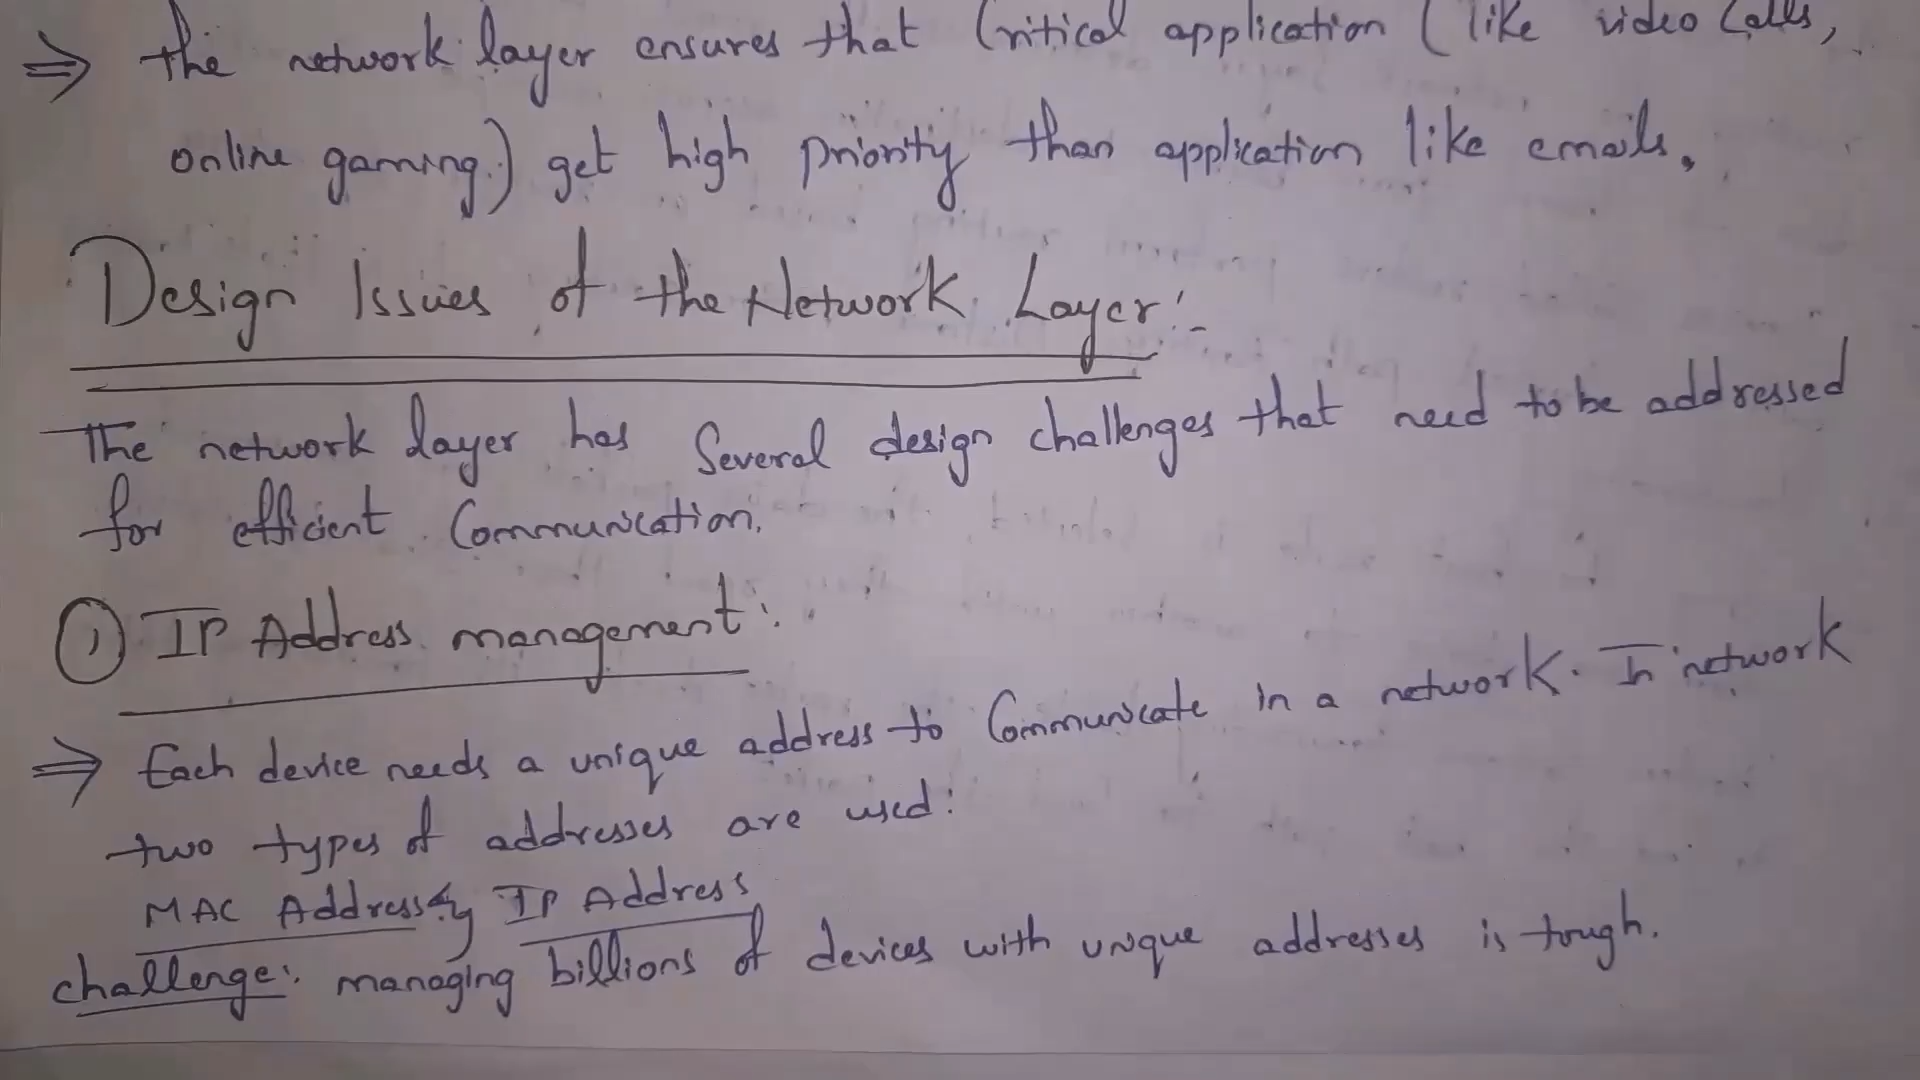 ⇒ the network layer ensures that Critical application ( like video Calls,
online gaming.) get high priority than application like emails.
Design Issues of the Network Layer:-
The network layer has Several design challenges that need to be addressed
for efficient Communication.
① IP Address management:
⇒ Each device needs a unique address to Communicate in a network. In network
two types of addresses are used:
MAC Address & IP Address
challenge: managing billions of devices with unique addresses is tough.